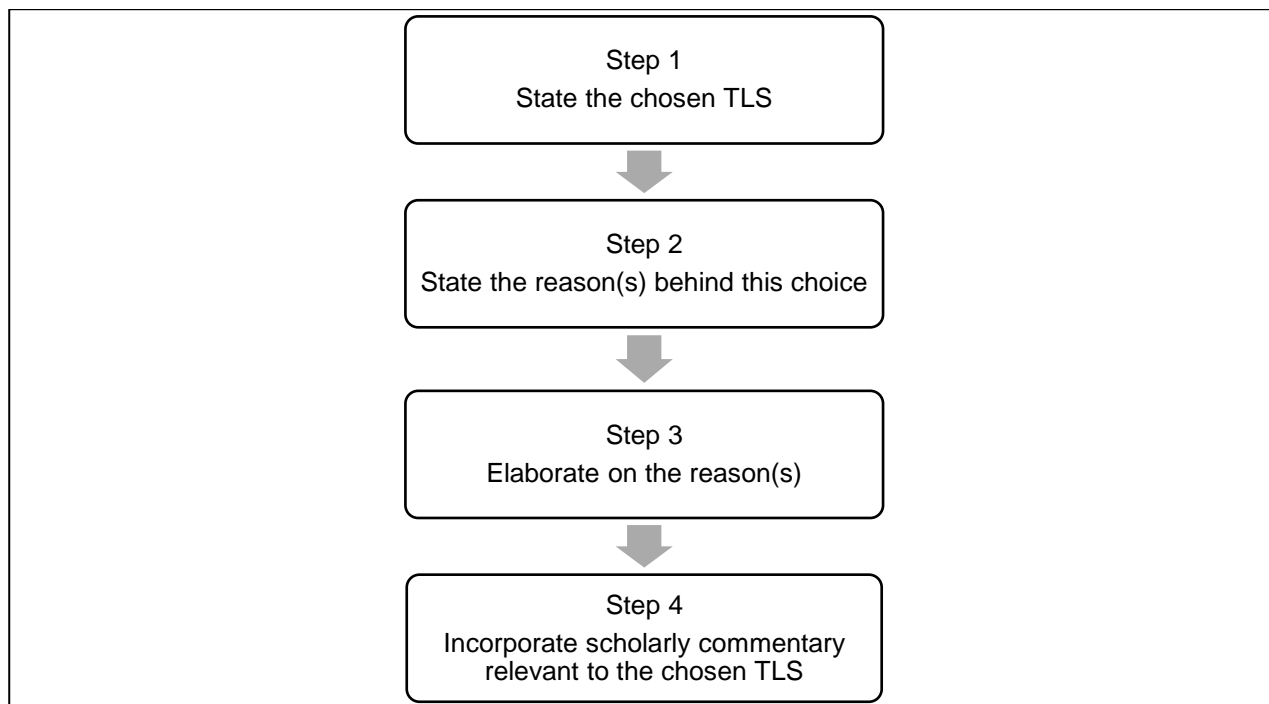 Step 1
State the chosen TLS
Step 2
State the reason(s) behind this choice
Step 3
Elaborate on the reason(s)
Step 4
Incorporate scholarly commentary
relevant to the chosen TLS